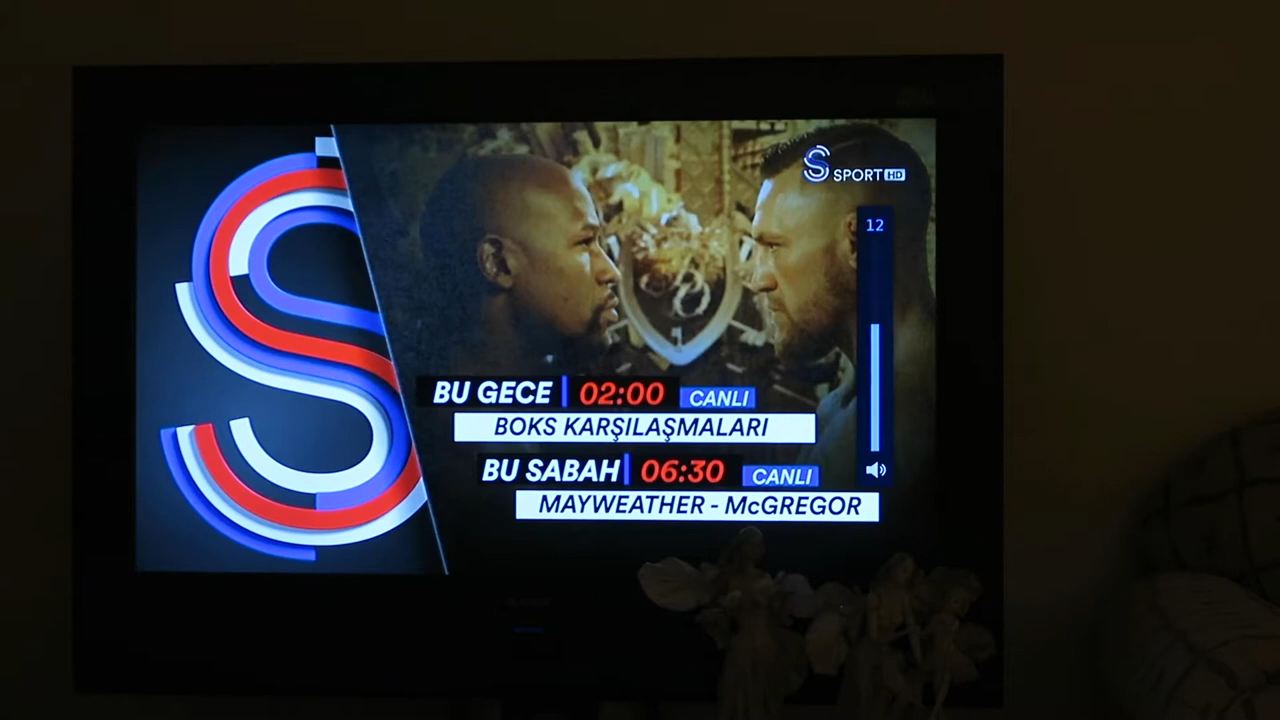 S SPORT HD
12
BU GECE 02:00 CANLI
BOKS KARŞILAŞMALARI
BU SABAH 06:30 CANLI
MAYWEATHER - McGREGOR